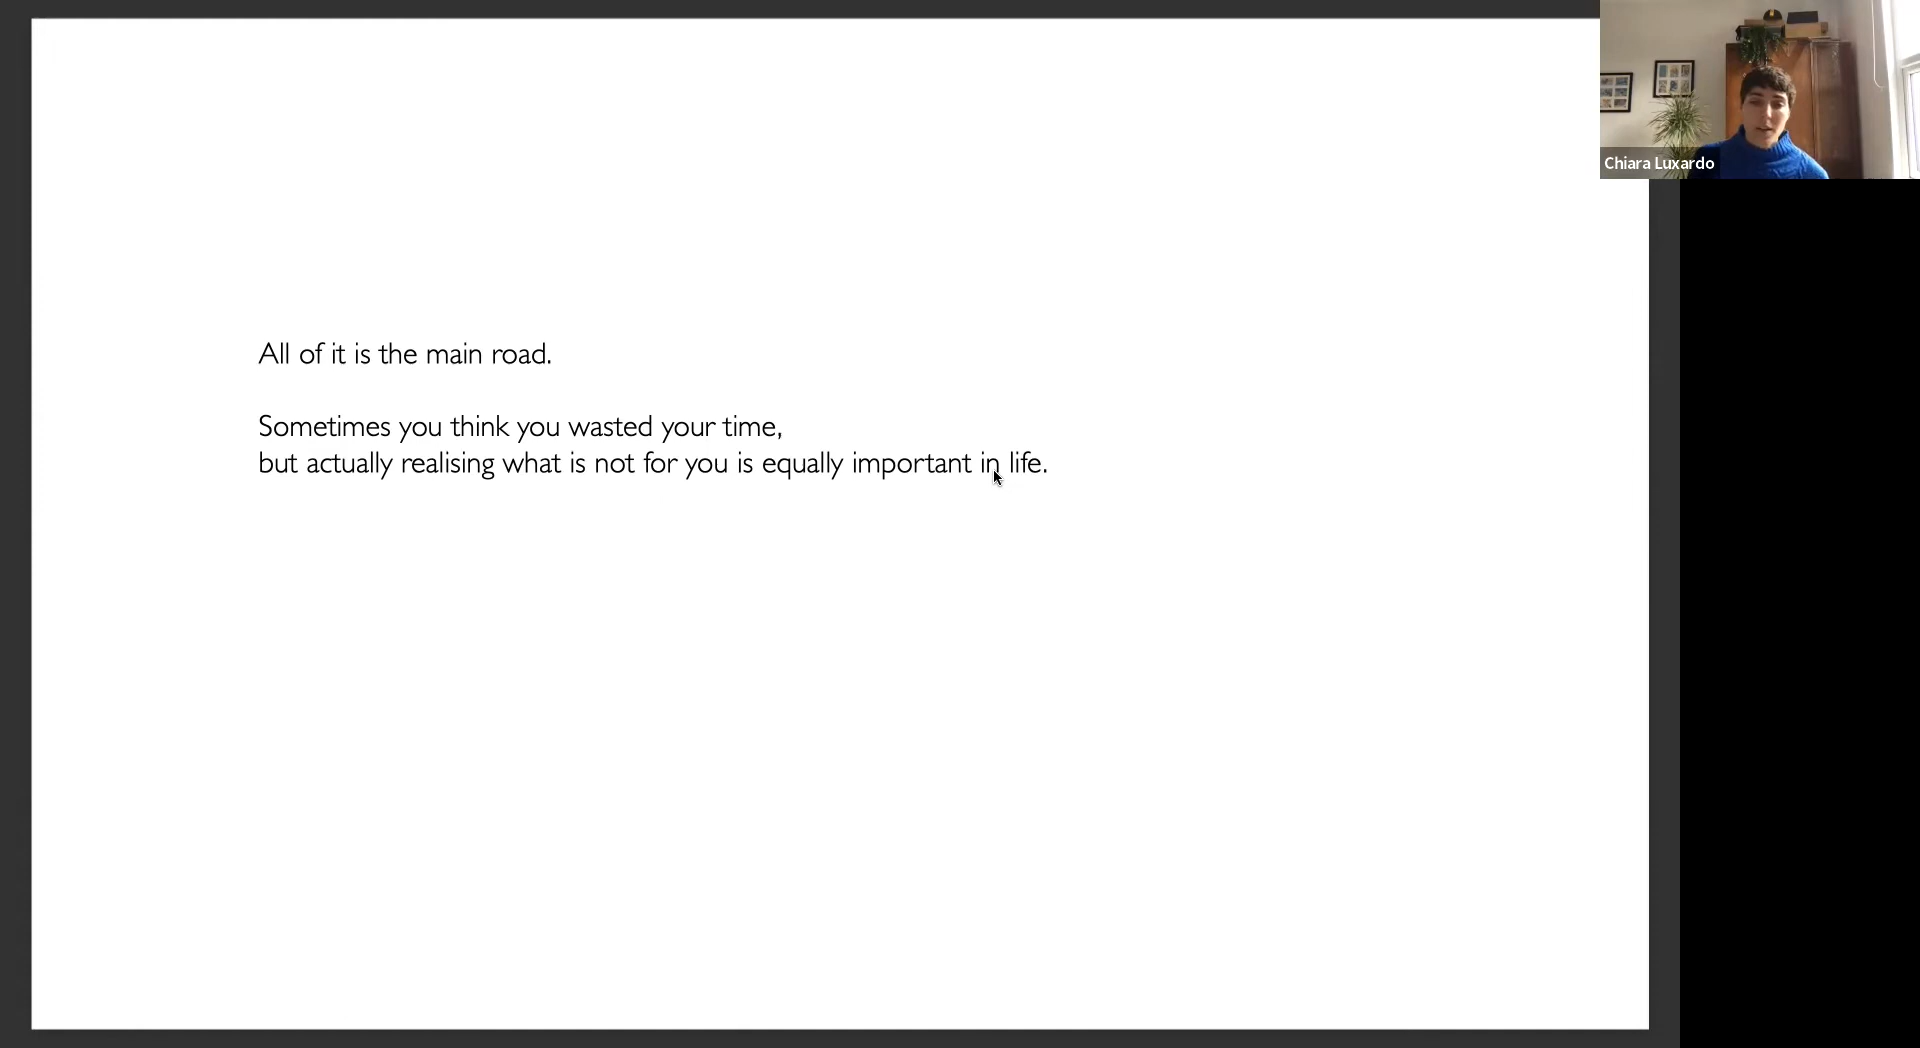 All of it is the main road.
Sometimes you think you wasted your time,
but actually realising what is not for you is equally important in life.
Chiara Luxardo